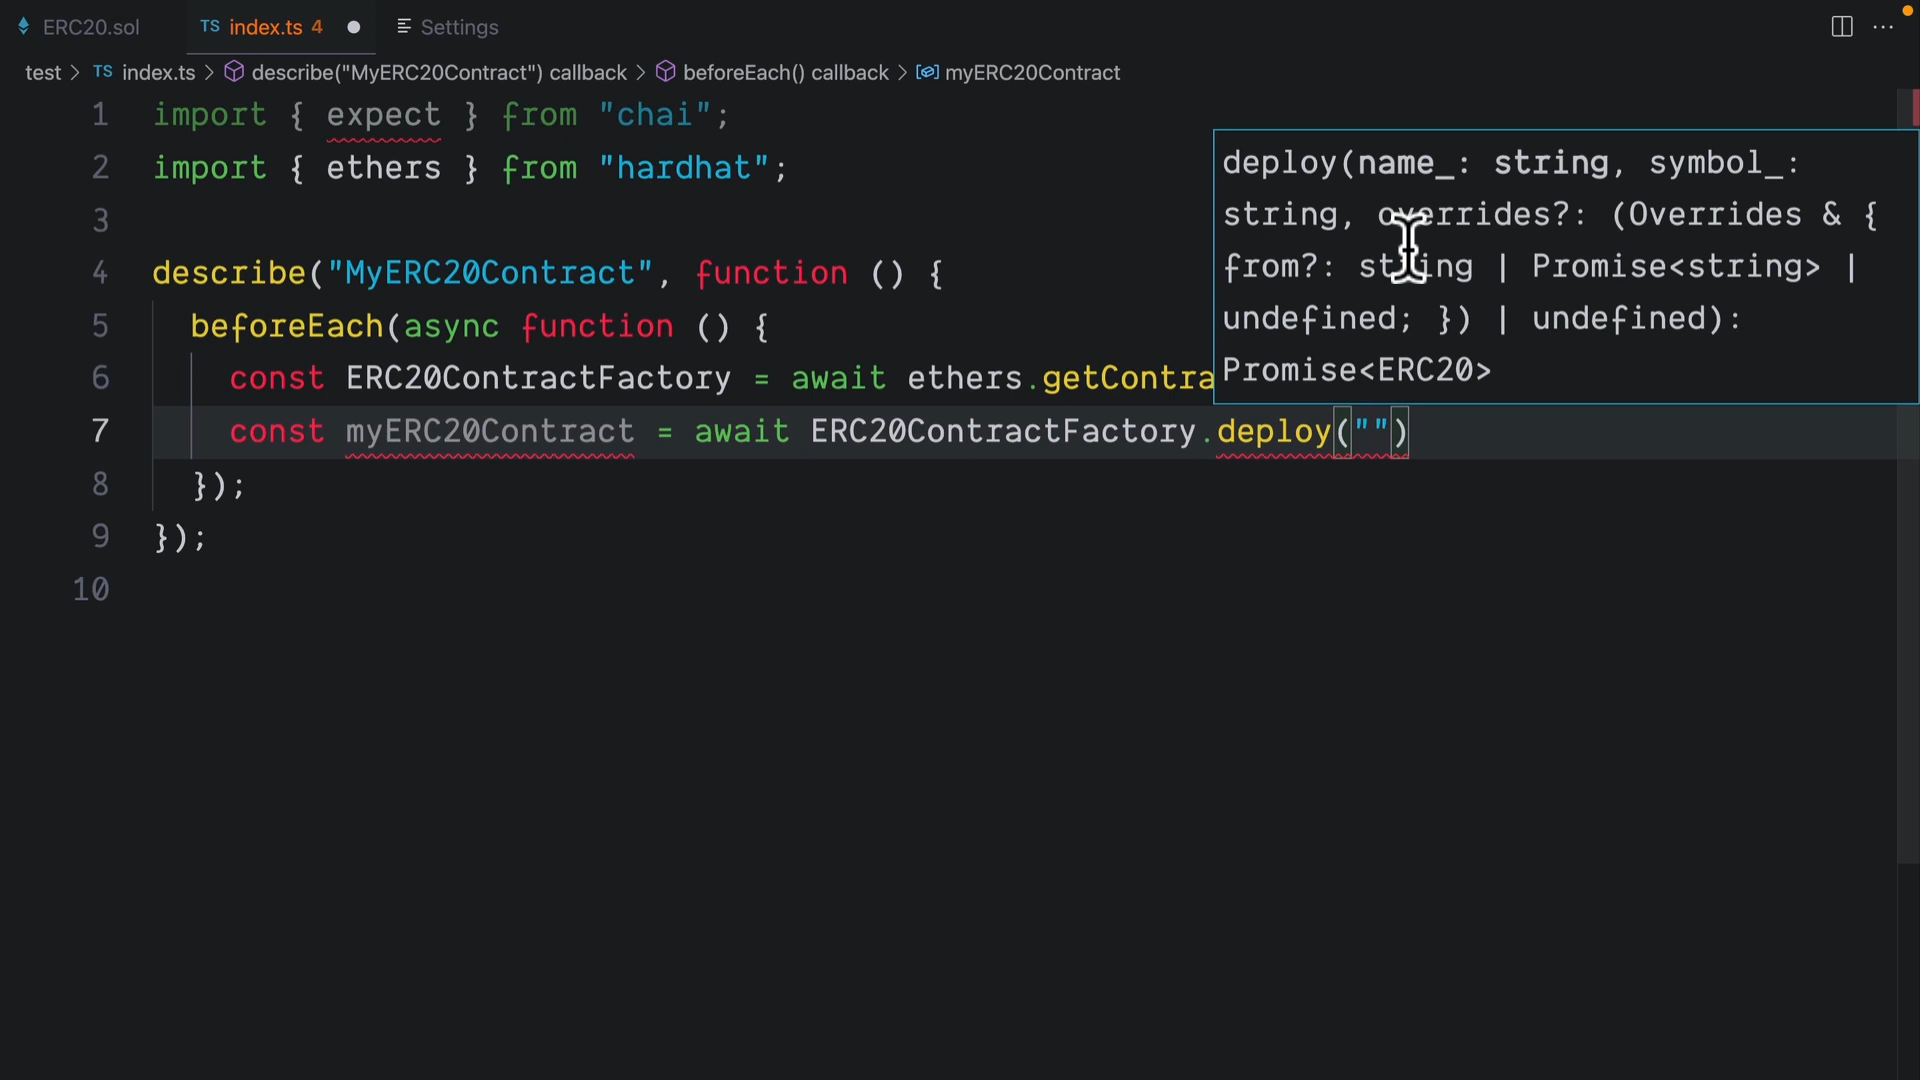 ERC20.sol TS index.ts 4 Settings
test > TS index.ts > describe("MyERC20Contract") callback > beforeEach() callback > myERC20Contract
1 import { expect } from "chai";
2 import { ethers } from "hardhat";
3
4 describe("MyERC20Contract", function () {
5 beforeEach(async function () {
6 const ERC20ContractFactory = await ethers.getContra
7 const myERC20Contract = await ERC20ContractFactory.deploy("")
8 });
9 });
10
deploy(name_: string, symbol_:
string, overrides?: (Overrides & {
from?: string | Promise<string> |
undefined; }) | undefined):
Promise<ERC20>